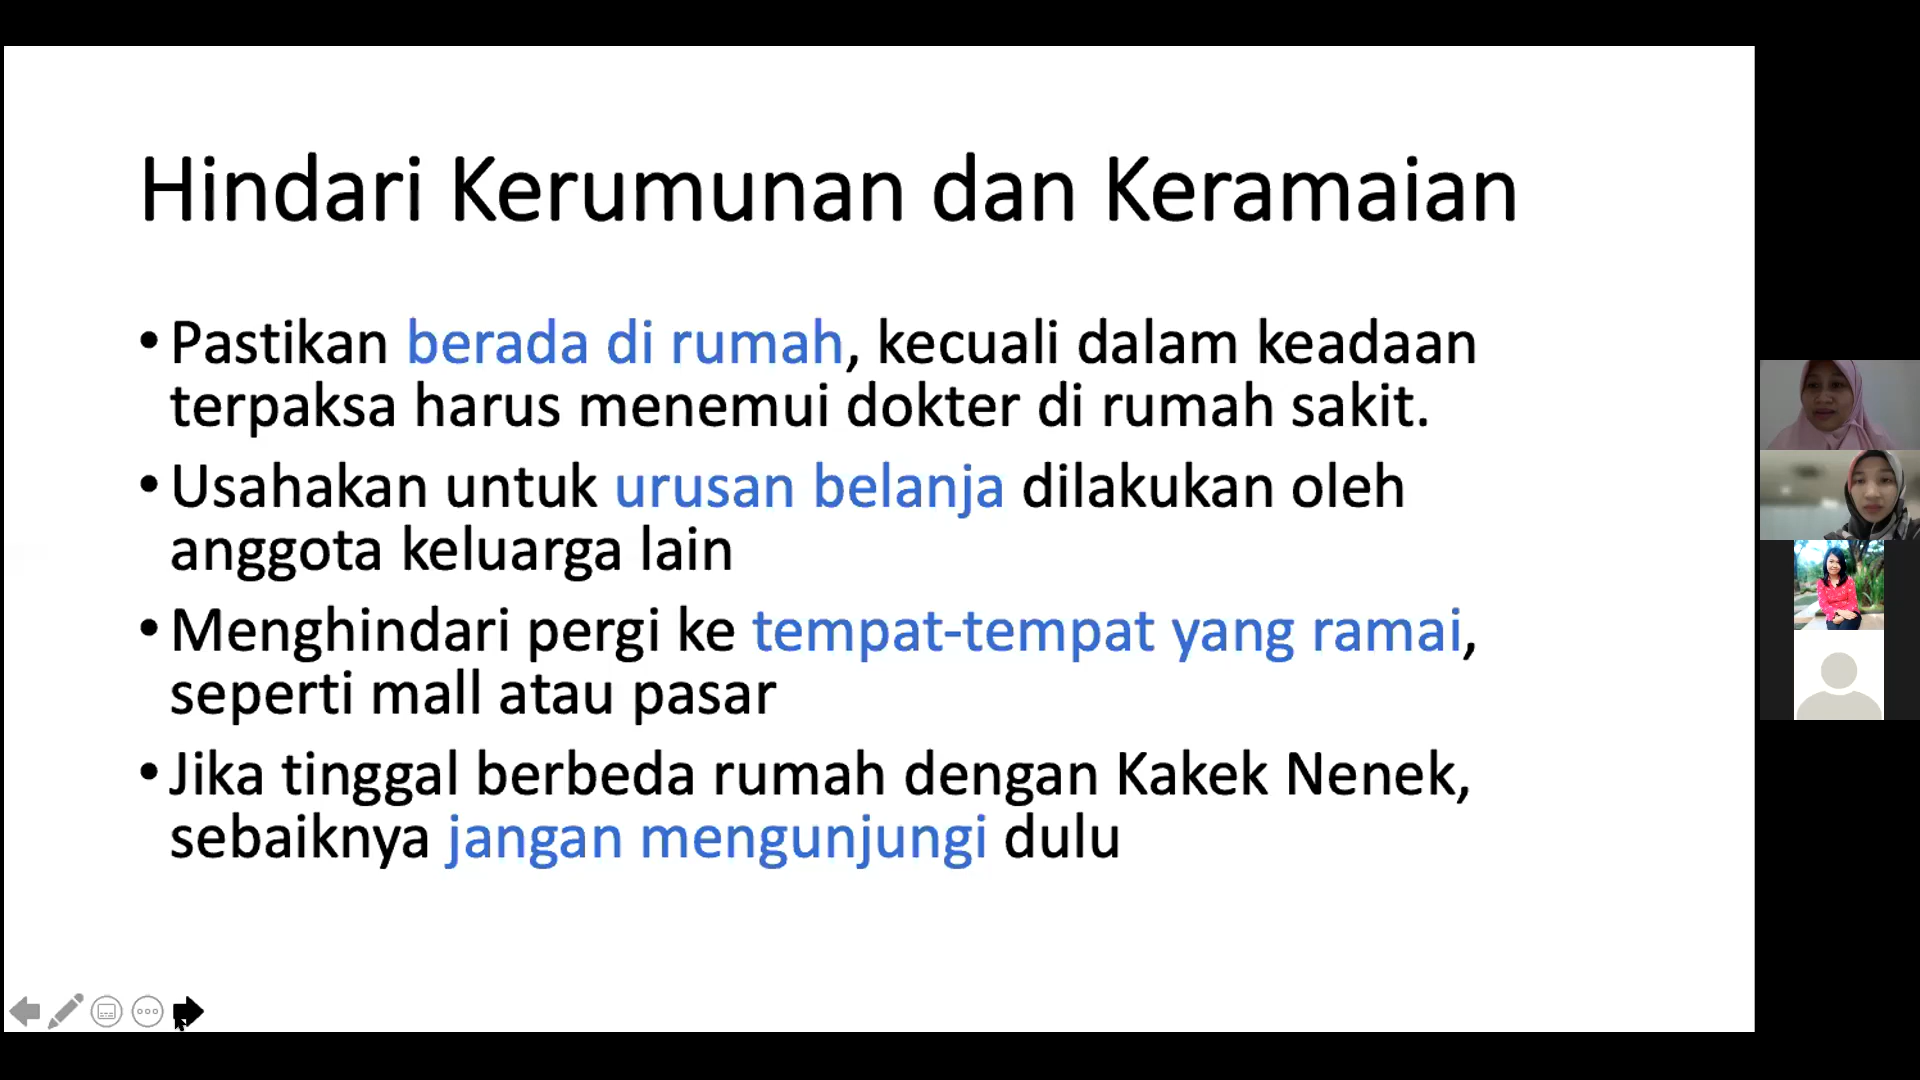 Hindari Kerumunan dan Keramaian
• Pastikan berada di rumah, kecuali dalam keadaan
terpaksa harus menemui dokter di rumah sakit.
• Usahakan untuk urusan belanja dilakukan oleh
anggota keluarga lain
• Menghindari pergi ke tempat-tempat yang ramai,
seperti mall atau pasar
• Jika tinggal berbeda rumah dengan Kakek Nenek,
sebaiknya jangan mengunjungi dulu